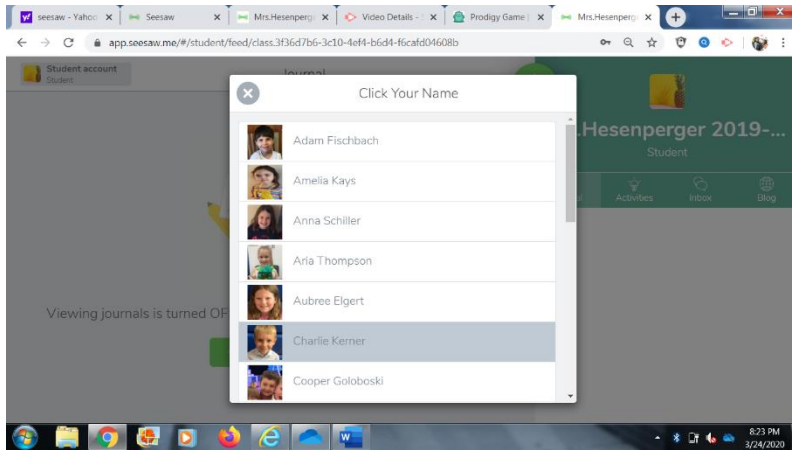 seesaw - Yahoo
Seesaw
Mrs.Hesenperge
Video Details - S
Prodigy Game |
Mrs.Hesenperge
app.seesaw.me/#/student/feed/class.3f36d7b6-3c10-4ef4-b6d4-f6cafd04608b
Student account
Student
Journal
Click Your Name
Adam Fischbach
Amelia Kays
Anna Schiller
Aria Thompson
Aubree Elgert
Charlie Kerner
Cooper Goloboski
.Hesenperger 2019-...
Student
Activities
Inbox
Blog
Viewing journals is turned OF
8:23 PM
3/24/2020